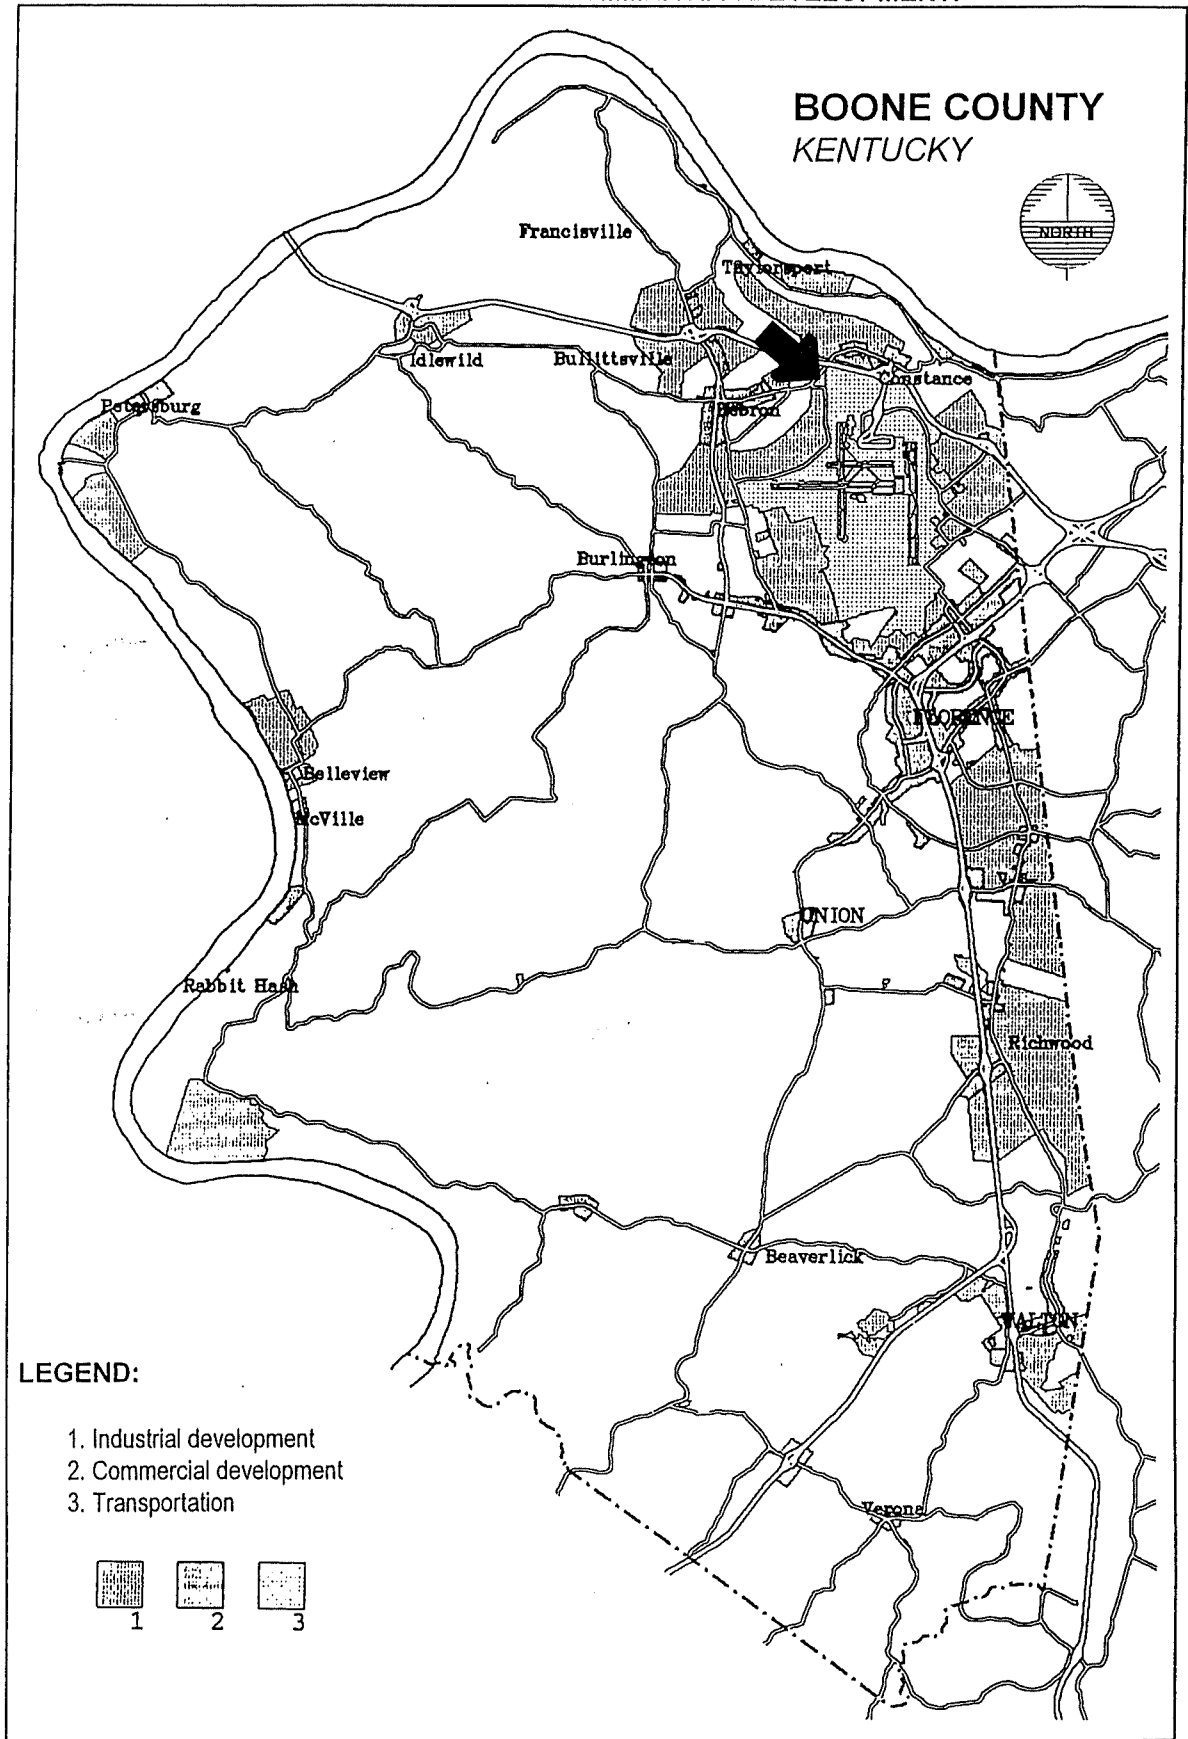 BOONE COUNTY
KENTUCKY
NORTH
Francisville
Taylorsport
Idlewild
Bullittsville
Constance
Petersburg
Hebron
Burlington
FLORENCE
Belleview
McVille
UNION
Rabbit Hash
Richwood
Beaverlick
WALTON
LEGEND:
1. Industrial development
2. Commercial development
3. Transportation
Verona
1 2 3